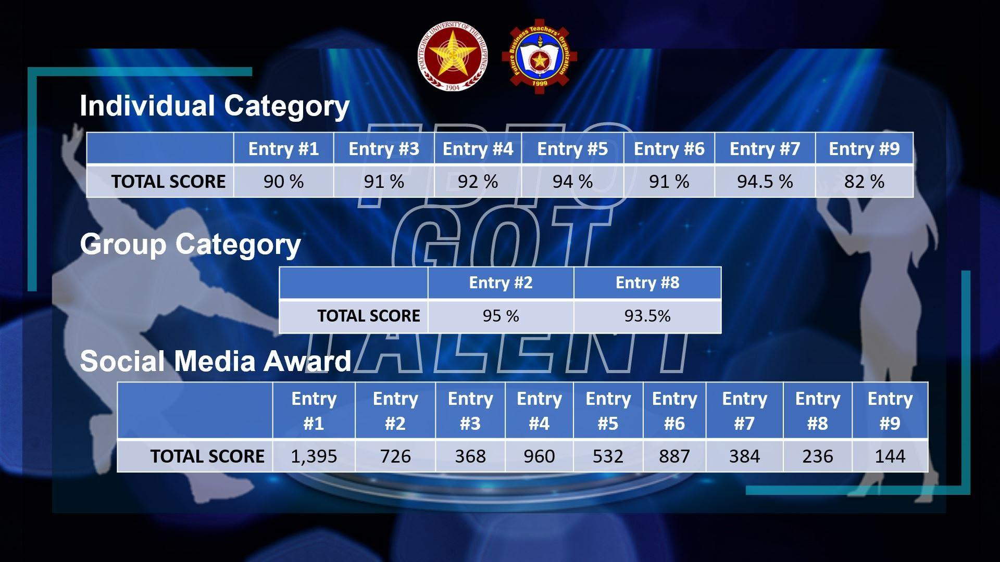 POLYTECHNIC UNIVERSITY OF THE PHILIPPINES
1904
Future Business Teachers' Organization
1999
Individual Category
FBTO
Entry #1 Entry #3 Entry #4 Entry #5 Entry #6 Entry #7 Entry #9
TOTAL SCORE 90 % 91 % 92 % 94 % 91 % 94.5 % 82 %
GOT
Group Category
Entry #2 Entry #8
TOTAL SCORE 95 % 93.5%
TALENT
Social Media Award
Entry #1 Entry #2 Entry #3 Entry #4 Entry #5 Entry #6 Entry #7 Entry #8 Entry #9
TOTAL SCORE 1,395 726 368 960 532 887 384 236 144